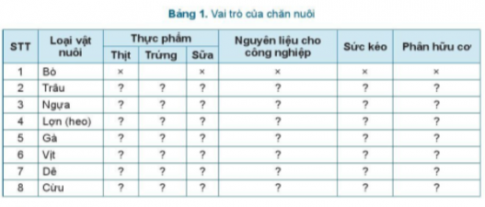 Bảng 1. Vai trò của chăn nuôi
STT Loại vật nuôi Thực phẩm Nguyên liệu cho công nghiệp Sức kéo Phân hữu cơ
Thịt Trứng Sữa
1 Bò × × × × ×
2 Trâu ? ? ? ? ? ?
3 Ngựa ? ? ? ? ? ?
4 Lợn (heo) ? ? ? ? ? ?
5 Gà ? ? ? ? ? ?
6 Vịt ? ? ? ? ? ?
7 Dê ? ? ? ? ? ?
8 Cừu ? ? ? ? ? ?